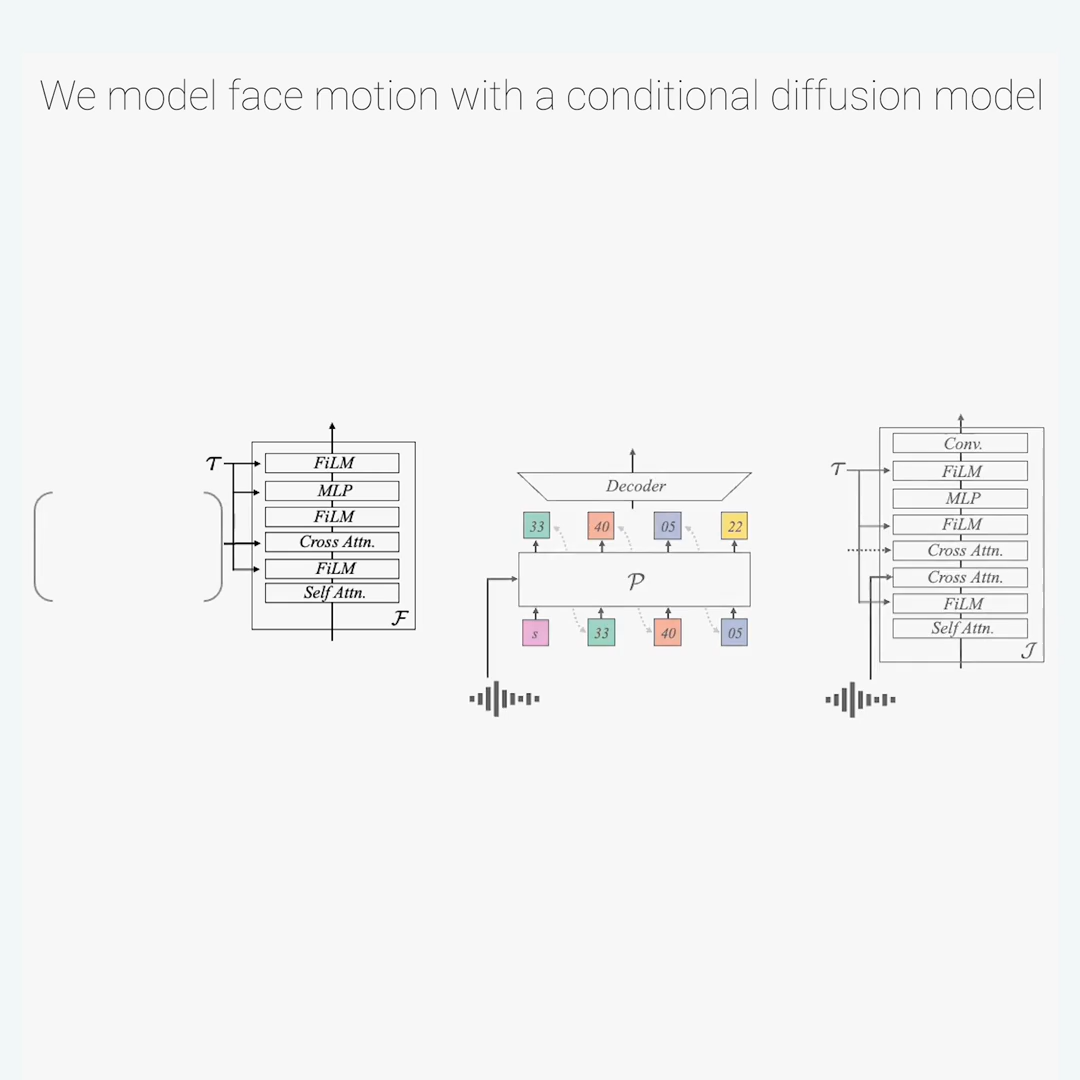 We model face motion with a conditional diffusion model
𝒯
FiLM
MLP
FiLM
Cross Attn.
FiLM
Self Attn.
ℱ
Decoder
33 40 05 22
𝒫
s 33 40 05
𝒯
Conv.
FiLM
MLP
FiLM
Cross Attn.
Cross Attn.
FiLM
Self Attn.
𝒥